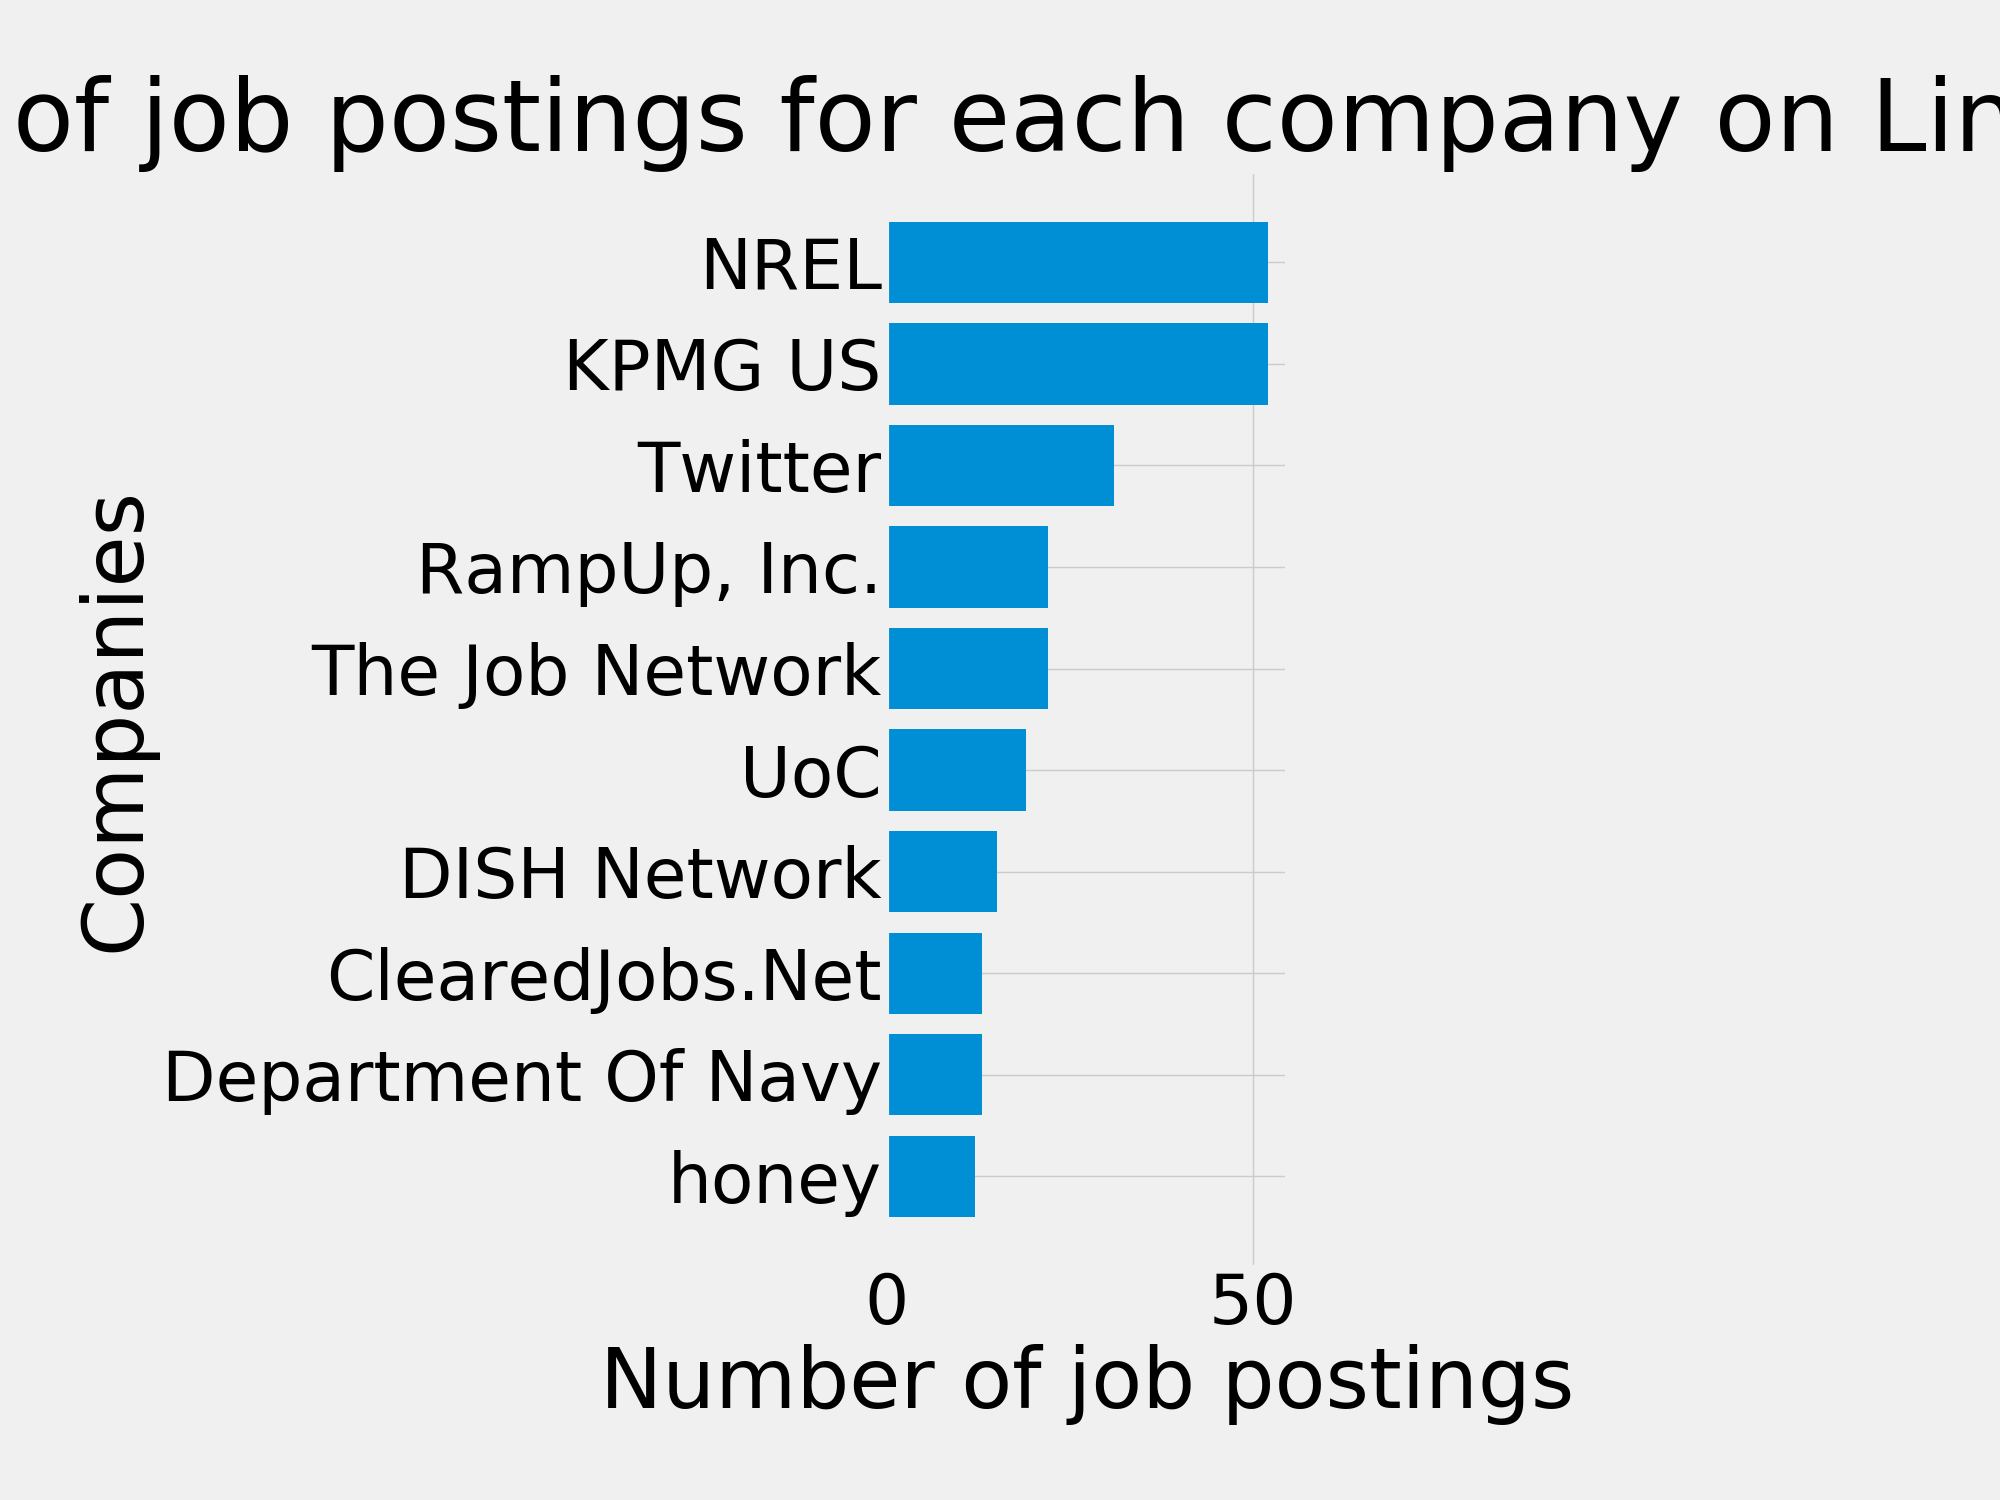 of job postings for each company on Lin
NREL
KPMG US
Twitter
RampUp, Inc.
The Job Network
UoC
DISH Network
ClearedJobs.Net
Department Of Navy
honey
Companies
0 50
Number of job postings